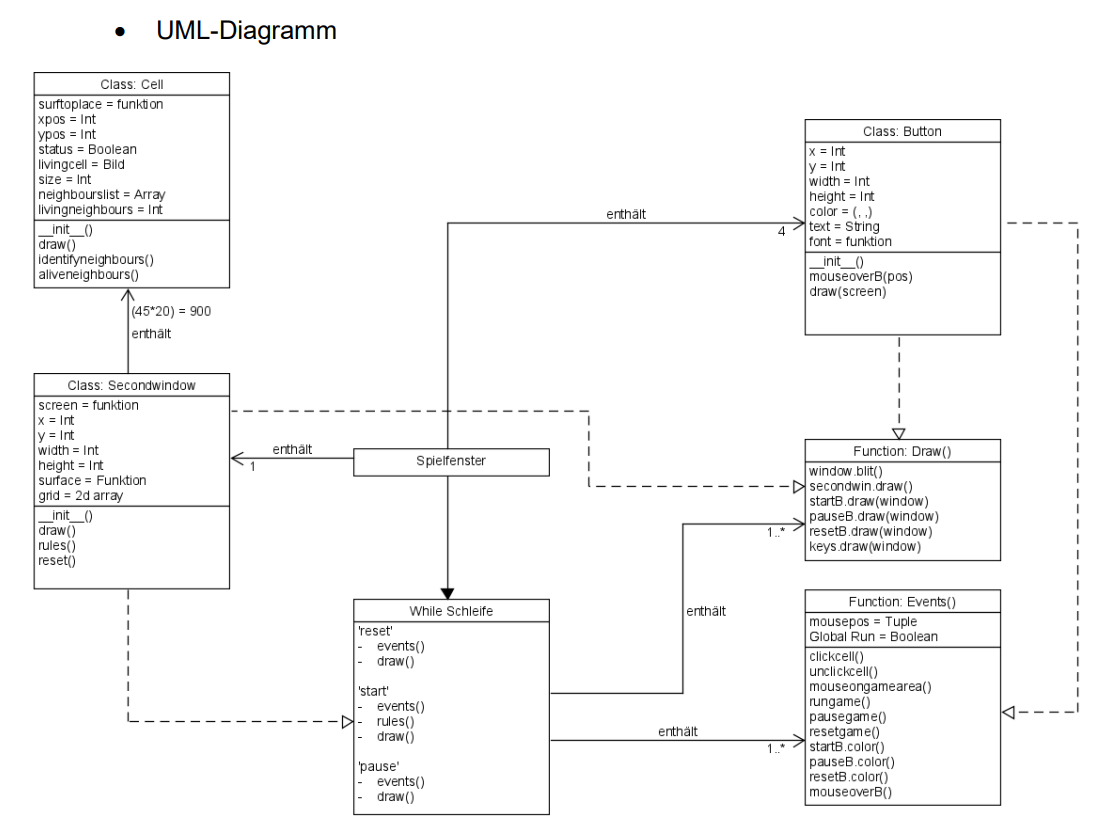 • UML-Diagramm
Class: Cell
surftoplace = funktion
xpos = Int
ypos = Int
status = Boolean
livingcell = Bild
size = Int
neighbourslist = Array
livingneighbours = Int
__init__()
draw()
identifyneighbours()
aliveneighbours()
(45*20) = 900
enthält
Class: Secondwindow
screen = funktion
x = Int
y = Int
width = Int
height = Int
surface = Funktion
grid = 2d array
__init__()
draw()
rules()
reset()
enthält
1
Spielfenster
enthält
4
Class: Button
x = Int
y = Int
width = Int
height = Int
color = (, ,)
text = String
font = funktion
__init__()
mouseoverB(pos)
draw(screen)
Function: Draw()
window.blit()
secondwin.draw()
startB.draw(window)
pauseB.draw(window)
resetB.draw(window)
keys.draw(window)
1..*
enthält
While Schleife
'reset'
- events()
- draw()
'start'
- events()
- rules()
- draw()
'pause'
- events()
- draw()
enthält
1..*
Function: Events()
mousepos = Tuple
Global Run = Boolean
clickcell()
unclickcell()
mouseongamearea()
rungame()
pausegame()
resetgame()
startB.color()
pauseB.color()
resetB.color()
mouseoverB()